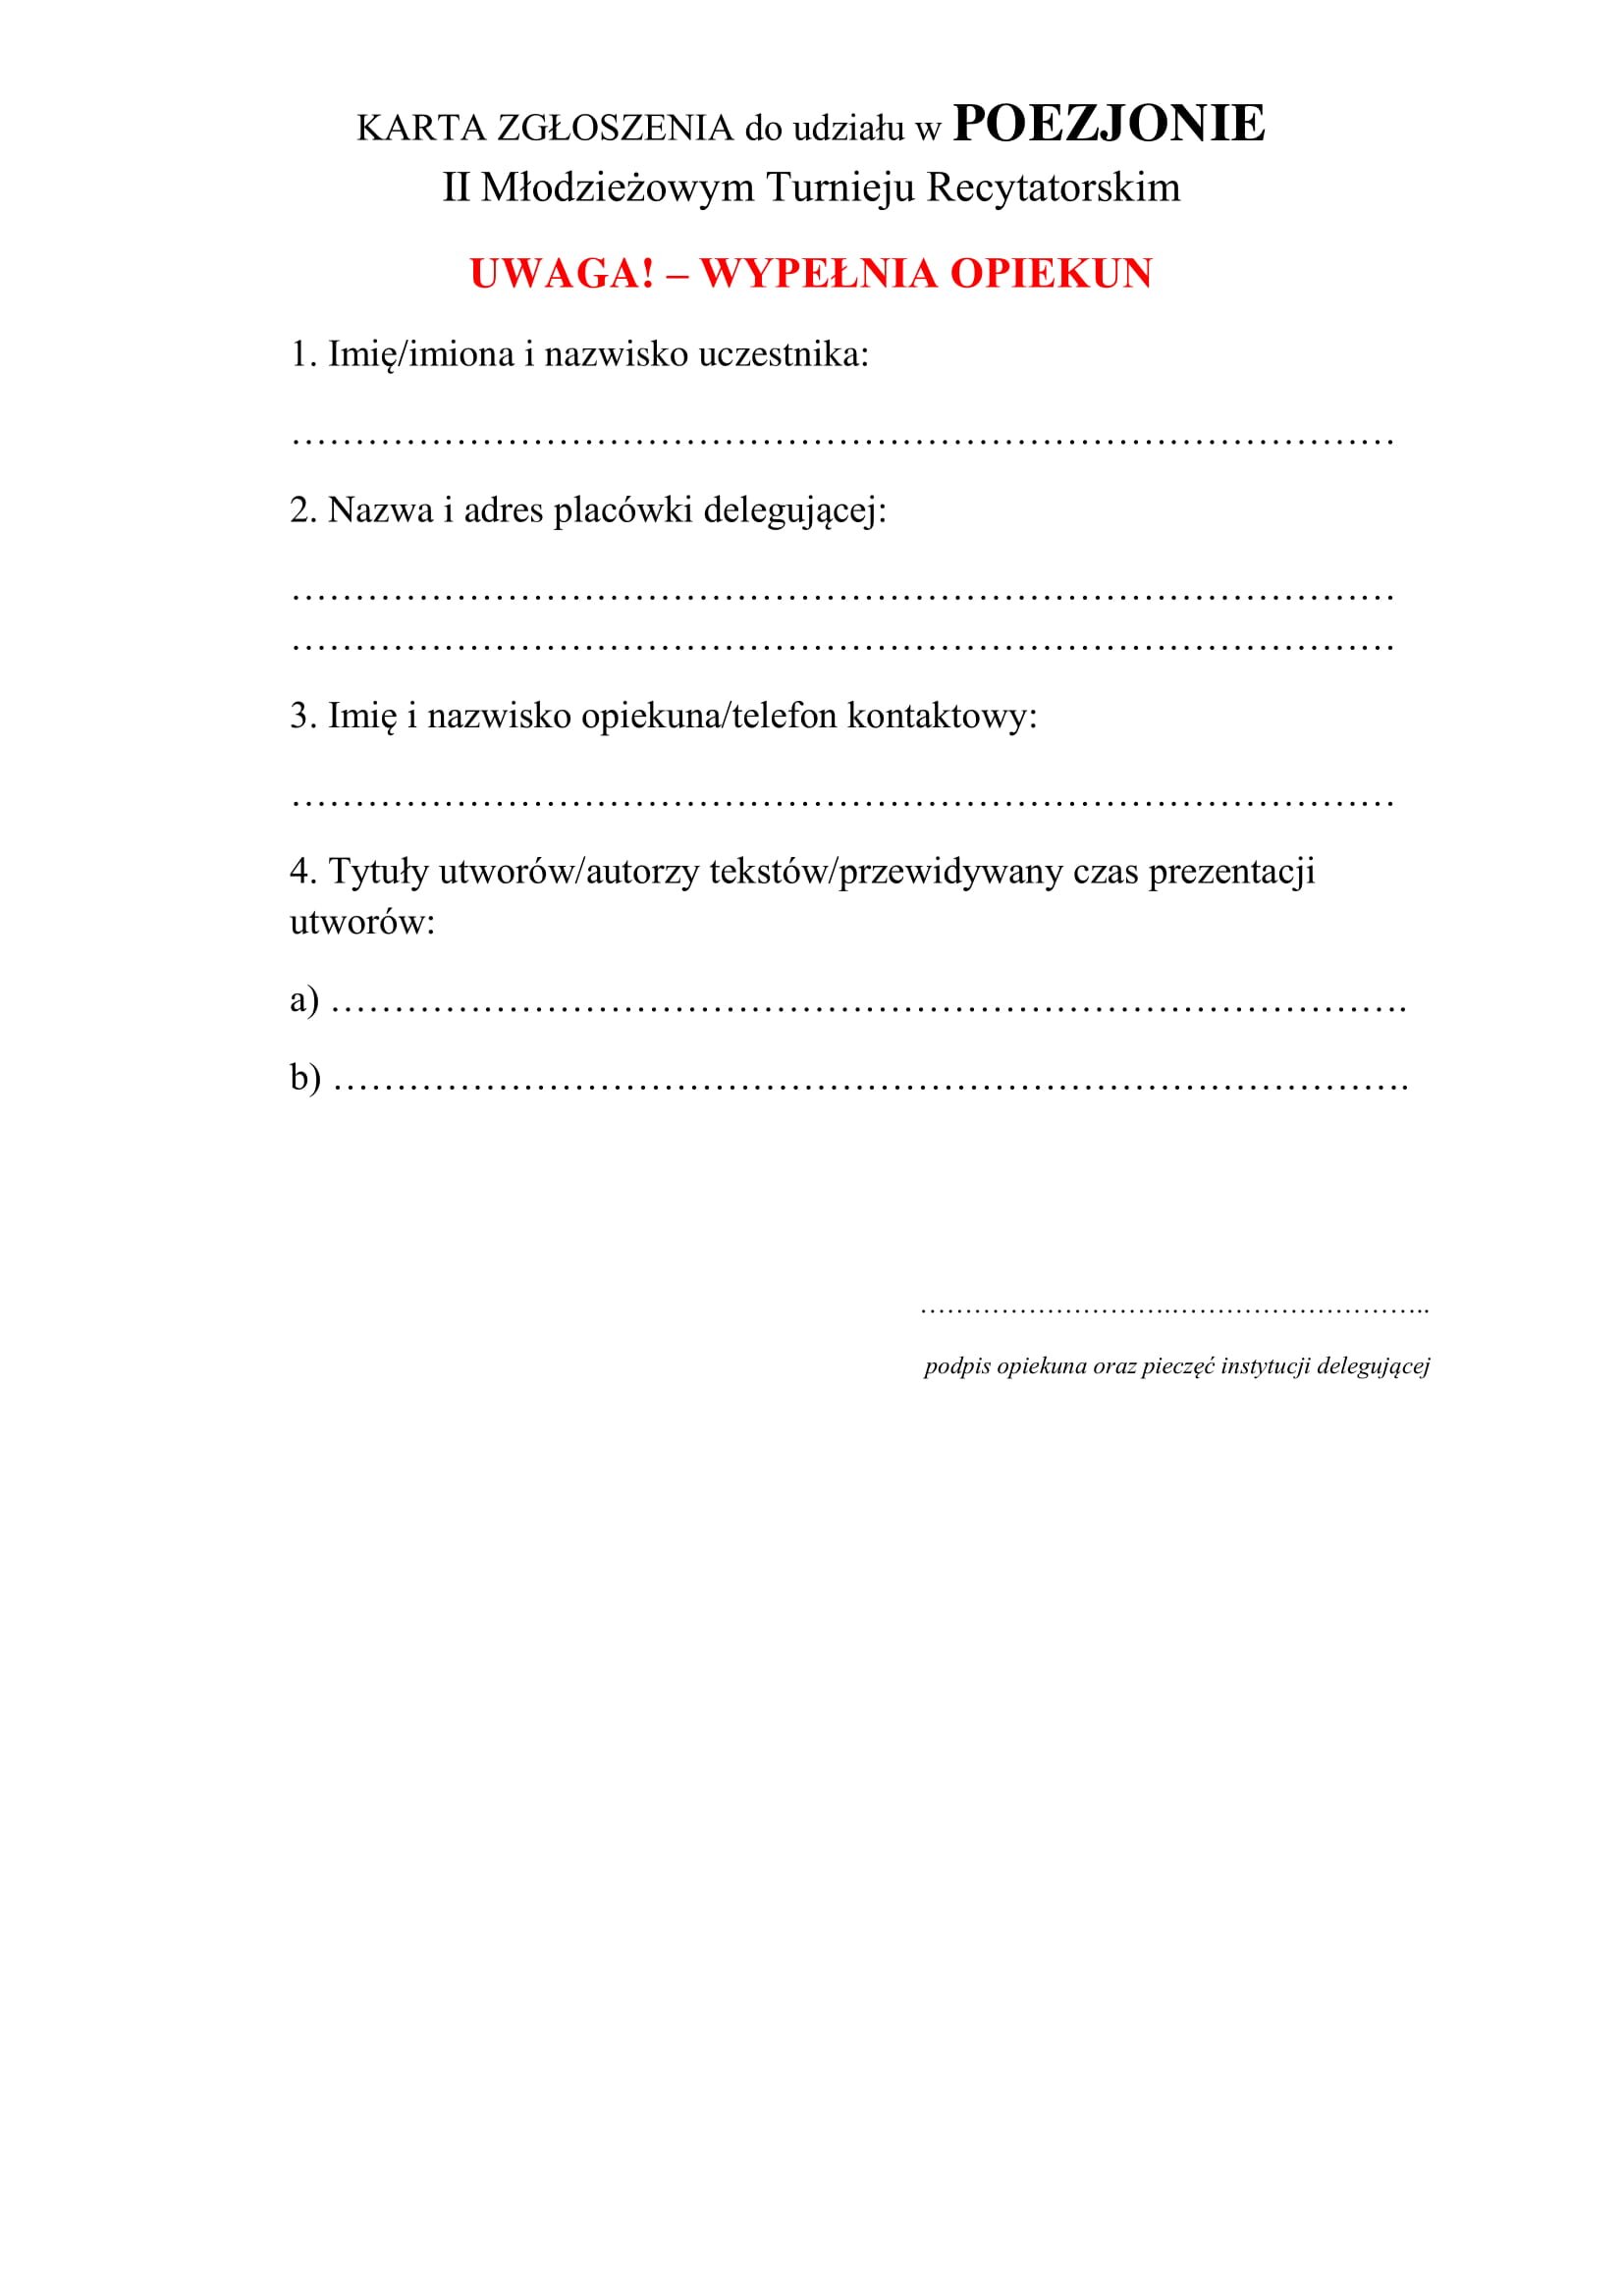 KARTA ZGŁOSZENIA do udziału w POEZJONIE
II Młodzieżowym Turnieju Recytatorskim
UWAGA! – WYPEŁNIA OPIEKUN
1. Imię/imiona i nazwisko uczestnika:
……………………………………………………………………………
2. Nazwa i adres placówki delegującej:
……………………………………………………………………………
……………………………………………………………………………
3. Imię i nazwisko opiekuna/telefon kontaktowy:
……………………………………………………………………………
4. Tytuły utworów/autorzy tekstów/przewidywany czas prezentacji
utworów:
a) ………………………………………………………………………….
b) ………………………………………………………………………….
……………………….………………………..
podpis opiekuna oraz pieczęć instytucji delegującej